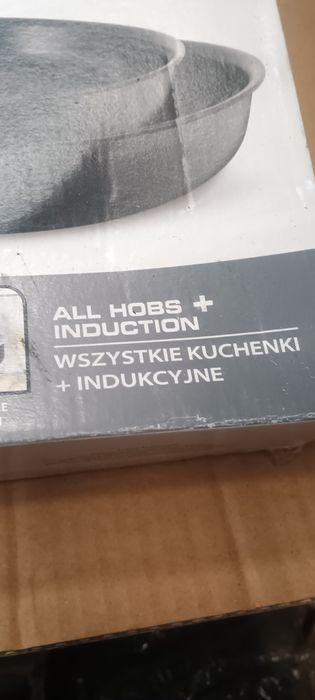 ALL HOBS +
INDUCTION
WSZYSTKIE KUCHENKI
+ INDUKCYJNE